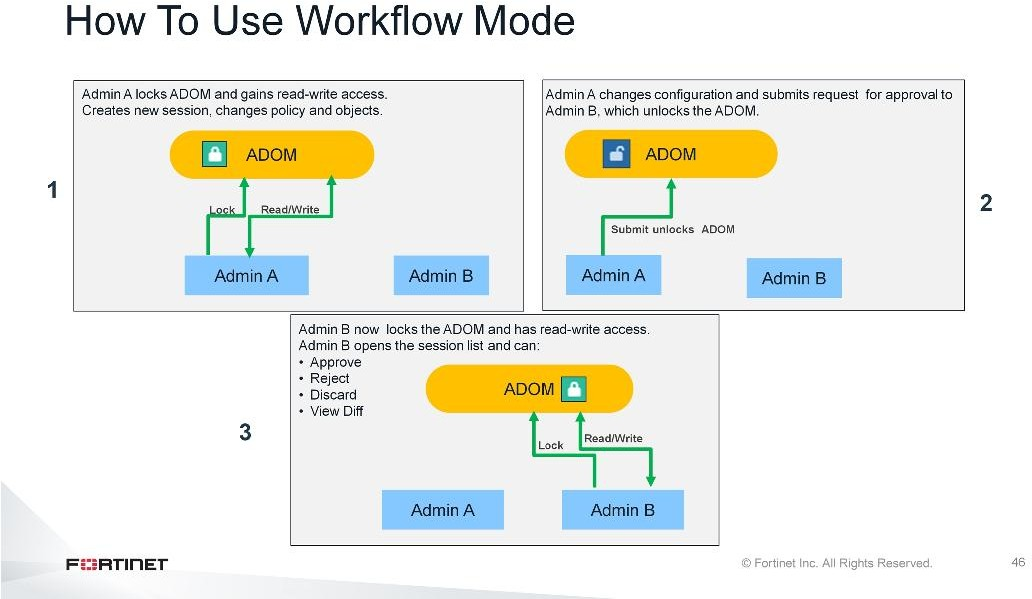 How To Use Workflow Mode
1
Admin A locks ADOM and gains read-write access.
Creates new session, changes policy and objects.
ADOM
Lock
Read/Write
Admin A
Admin B
2
Admin A changes configuration and submits request for approval to
Admin B, which unlocks the ADOM.
ADOM
Submit unlocks ADOM
Admin A
Admin B
3
Admin B now locks the ADOM and has read-write access.
Admin B opens the session list and can:
• Approve
• Reject
• Discard
• View Diff
ADOM
Lock
Read/Write
Admin A
Admin B
FORTINET
© Fortinet Inc. All Rights Reserved.
46